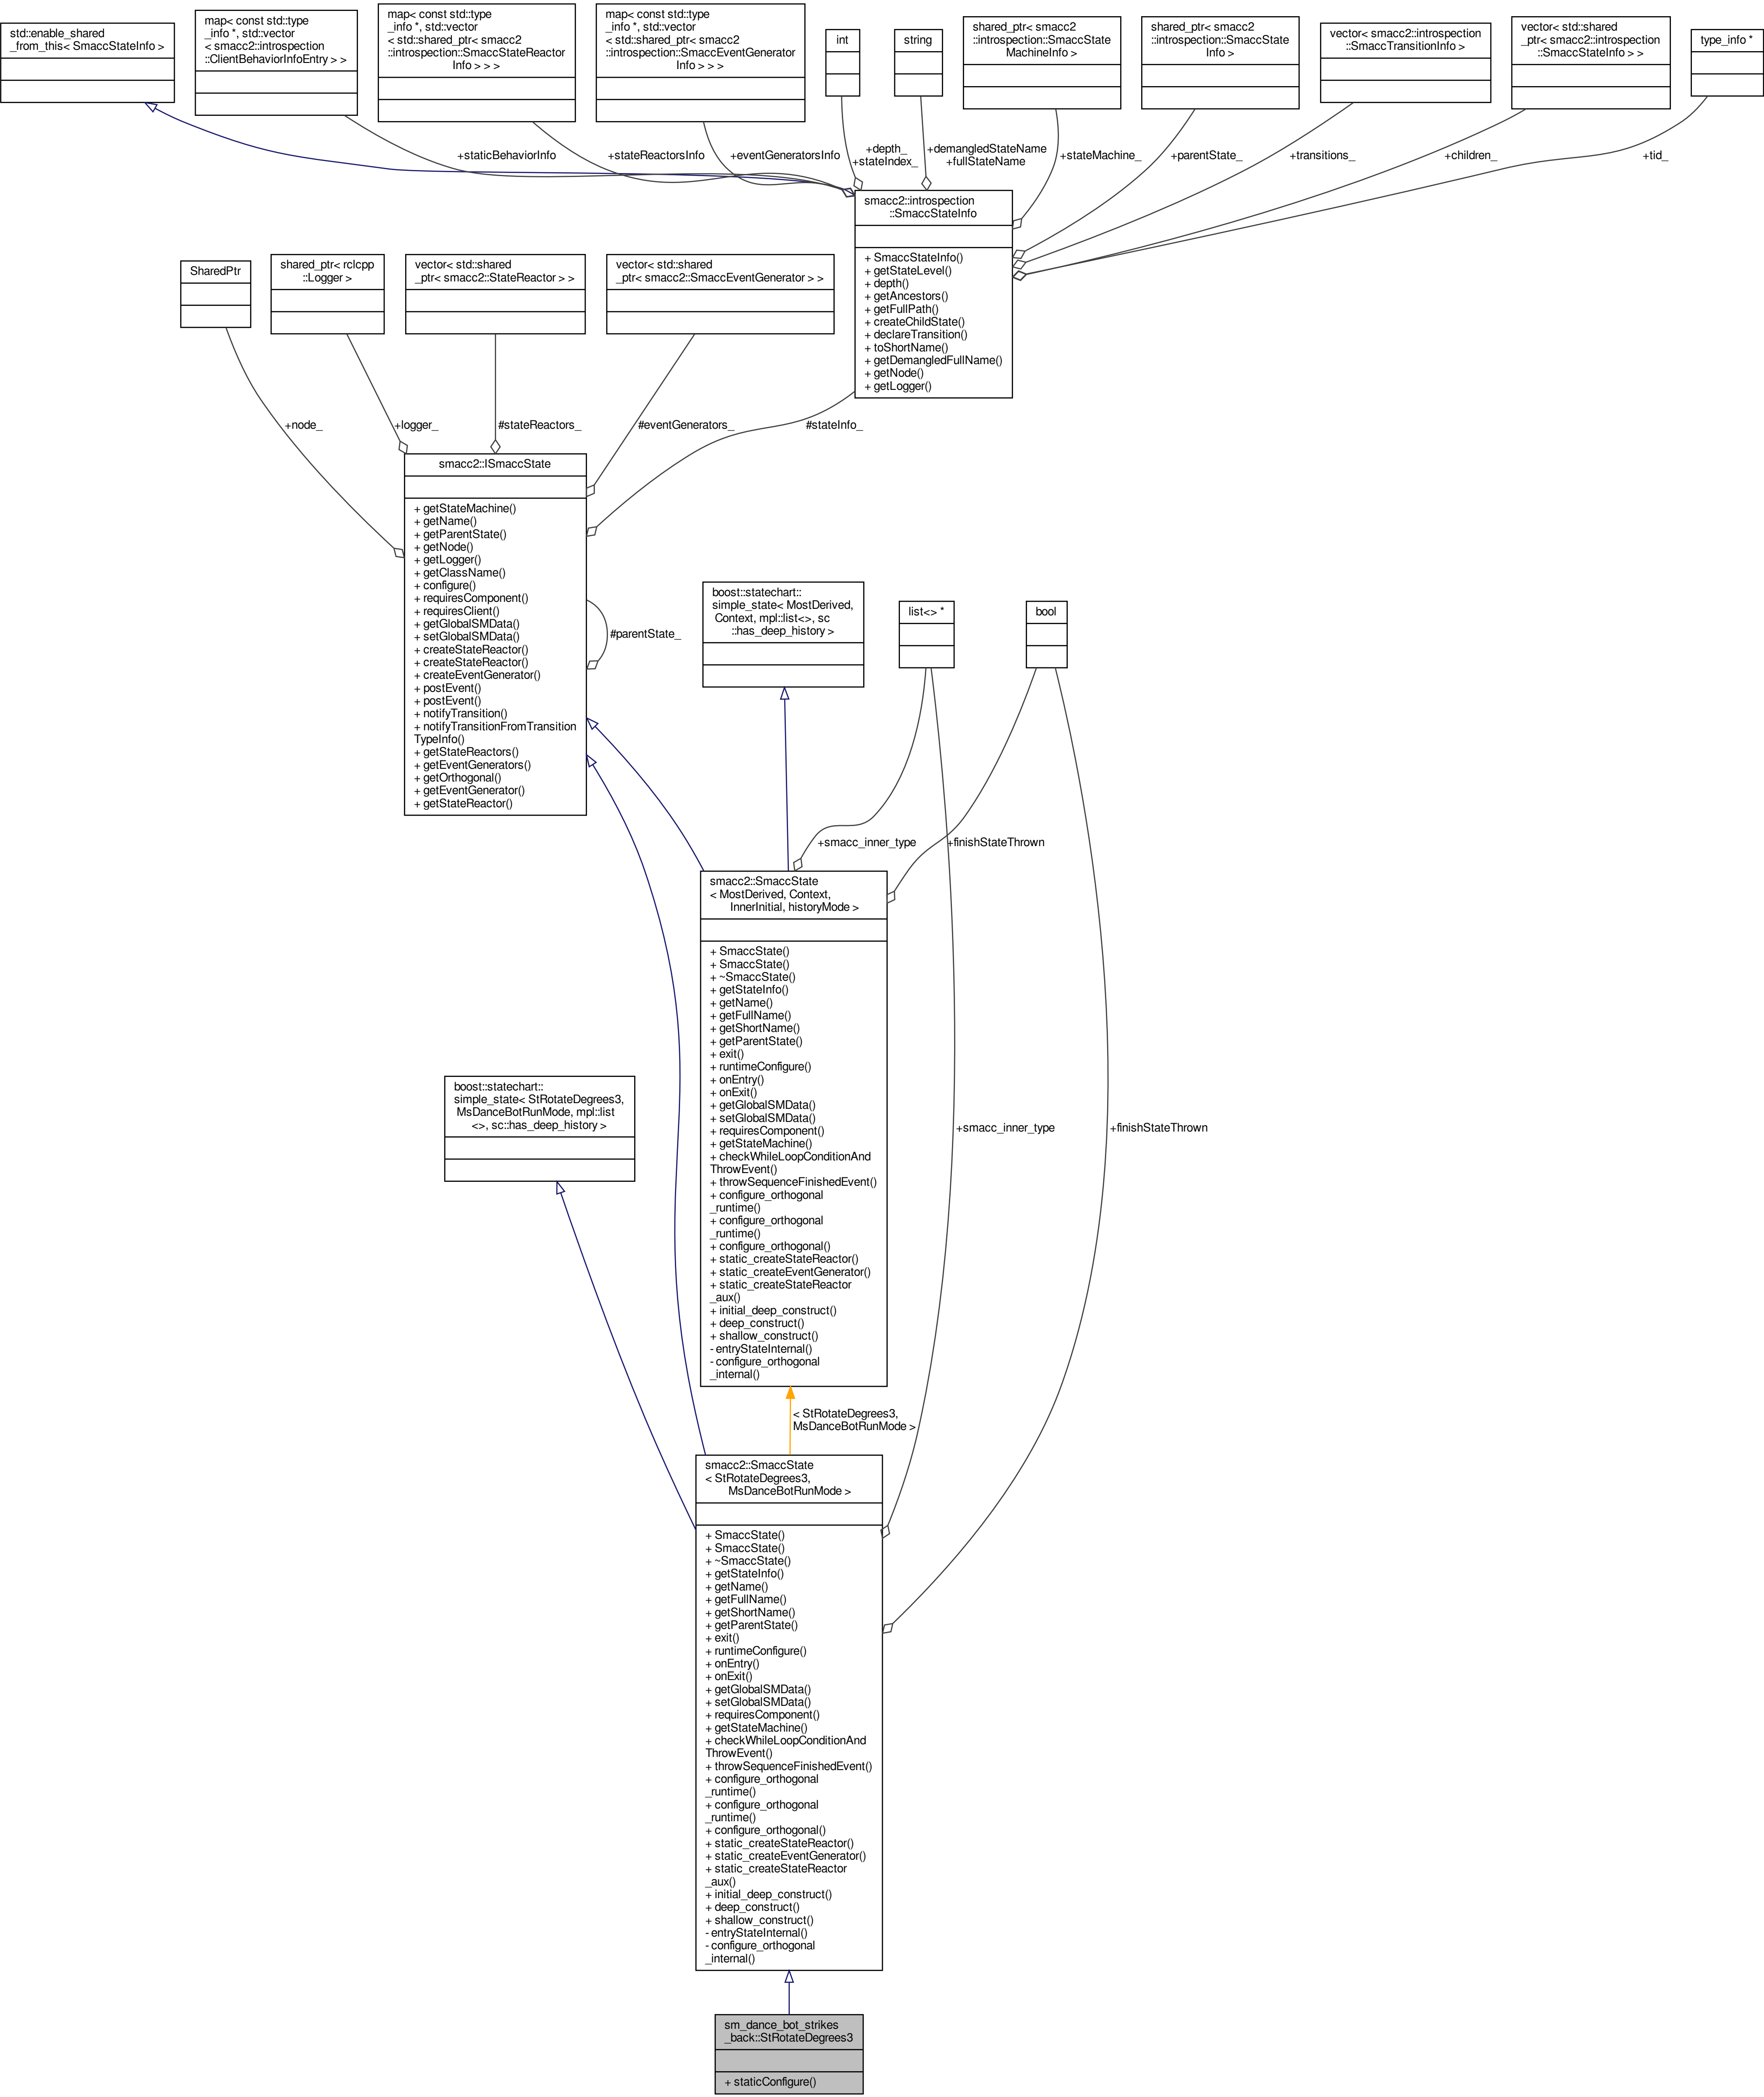 std::enable_shared
_from_this< SmaccStateInfo >
map< const std::type
_info *, std::vector
< smacc2::introspection
::ClientBehaviorInfoEntry > >
map< const std::type
_info *, std::vector
< std::shared_ptr< smacc2
::introspection::SmaccStateReactor
Info > > >
map< const std::type
_info *, std::vector
< std::shared_ptr< smacc2
::introspection::SmaccEventGenerator
Info > > >
int
string
shared_ptr< smacc2
::introspection::SmaccState
MachineInfo >
shared_ptr< smacc2
::introspection::SmaccState
Info >
vector< smacc2::introspection
::SmaccTransitionInfo >
vector< std::shared
_ptr< smacc2::introspection
::SmaccStateInfo > >
type_info *
+staticBehaviorInfo
+stateReactorsInfo
+eventGeneratorsInfo
+depth_
+stateIndex_
+demangledStateName
+fullStateName
+stateMachine_
+parentState_
+transitions_
+children_
+tid_
smacc2::introspection
::SmaccStateInfo
+ SmaccStateInfo()
+ getStateLevel()
+ depth()
+ getAncestors()
+ getFullPath()
+ createChildState()
+ declareTransition()
+ toShortName()
+ getDemangledFullName()
+ getNode()
+ getLogger()
SharedPtr
shared_ptr< rclcpp
::Logger >
vector< std::shared
_ptr< smacc2::StateReactor > >
vector< std::shared
_ptr< smacc2::SmaccEventGenerator > >
+node_
+logger_
#stateReactors_
#eventGenerators_
#stateInfo_
smacc2::ISmaccState
+ getStateMachine()
+ getName()
+ getParentState()
+ getNode()
+ getLogger()
+ getClassName()
+ configure()
+ requiresComponent()
+ requiresClient()
+ getGlobalSMData()
+ setGlobalSMData()
+ createStateReactor()
+ createStateReactor()
+ createEventGenerator()
+ postEvent()
+ postEvent()
+ notifyTransition()
+ notifyTransitionFromTransition
TypeInfo()
+ getStateReactors()
+ getEventGenerators()
+ getOrthogonal()
+ getEventGenerator()
+ getStateReactor()
#parentState_
boost::statechart::
simple_state< MostDerived,
Context, mpl::list<>, sc
::has_deep_history >
list<> *
bool
+smacc_inner_type
+finishStateThrown
smacc2::SmaccState
< MostDerived, Context,
InnerInitial, historyMode >
+ SmaccState()
+ SmaccState()
+ ~SmaccState()
+ getStateInfo()
+ getName()
+ getFullName()
+ getShortName()
+ getParentState()
+ exit()
+ runtimeConfigure()
+ onEntry()
+ onExit()
+ getGlobalSMData()
+ setGlobalSMData()
+ requiresComponent()
+ getStateMachine()
+ checkWhileLoopConditionAnd
ThrowEvent()
+ throwSequenceFinishedEvent()
+ configure_orthogonal
_runtime()
+ configure_orthogonal
_runtime()
+ configure_orthogonal()
+ static_createStateReactor()
+ static_createEventGenerator()
+ static_createStateReactor
_aux()
+ initial_deep_construct()
+ deep_construct()
+ shallow_construct()
- entryStateInternal()
- configure_orthogonal
_internal()
boost::statechart::
simple_state< StRotateDegrees3,
MsDanceBotRunMode, mpl::list
<>, sc::has_deep_history >
+smacc_inner_type
+finishStateThrown
< StRotateDegrees3,
MsDanceBotRunMode >
smacc2::SmaccState
< StRotateDegrees3,
MsDanceBotRunMode >
+ SmaccState()
+ SmaccState()
+ ~SmaccState()
+ getStateInfo()
+ getName()
+ getFullName()
+ getShortName()
+ getParentState()
+ exit()
+ runtimeConfigure()
+ onEntry()
+ onExit()
+ getGlobalSMData()
+ setGlobalSMData()
+ requiresComponent()
+ getStateMachine()
+ checkWhileLoopConditionAnd
ThrowEvent()
+ throwSequenceFinishedEvent()
+ configure_orthogonal
_runtime()
+ configure_orthogonal
_runtime()
+ configure_orthogonal()
+ static_createStateReactor()
+ static_createEventGenerator()
+ static_createStateReactor
_aux()
+ initial_deep_construct()
+ deep_construct()
+ shallow_construct()
- entryStateInternal()
- configure_orthogonal
_internal()
sm_dance_bot_strikes
_back::StRotateDegrees3
+ staticConfigure()